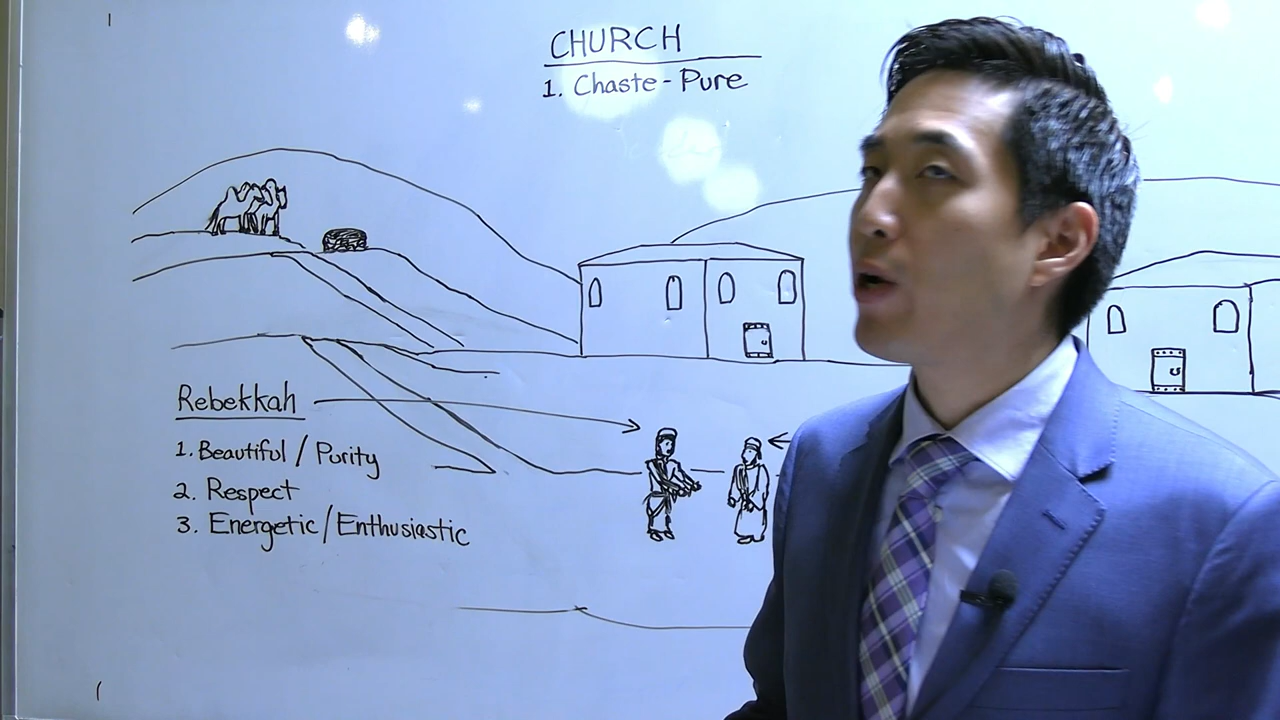 CHURCH
1. Chaste - Pure
Rebekkah
1. Beautiful / Purity
2. Respect
3. Energetic/Enthusiastic